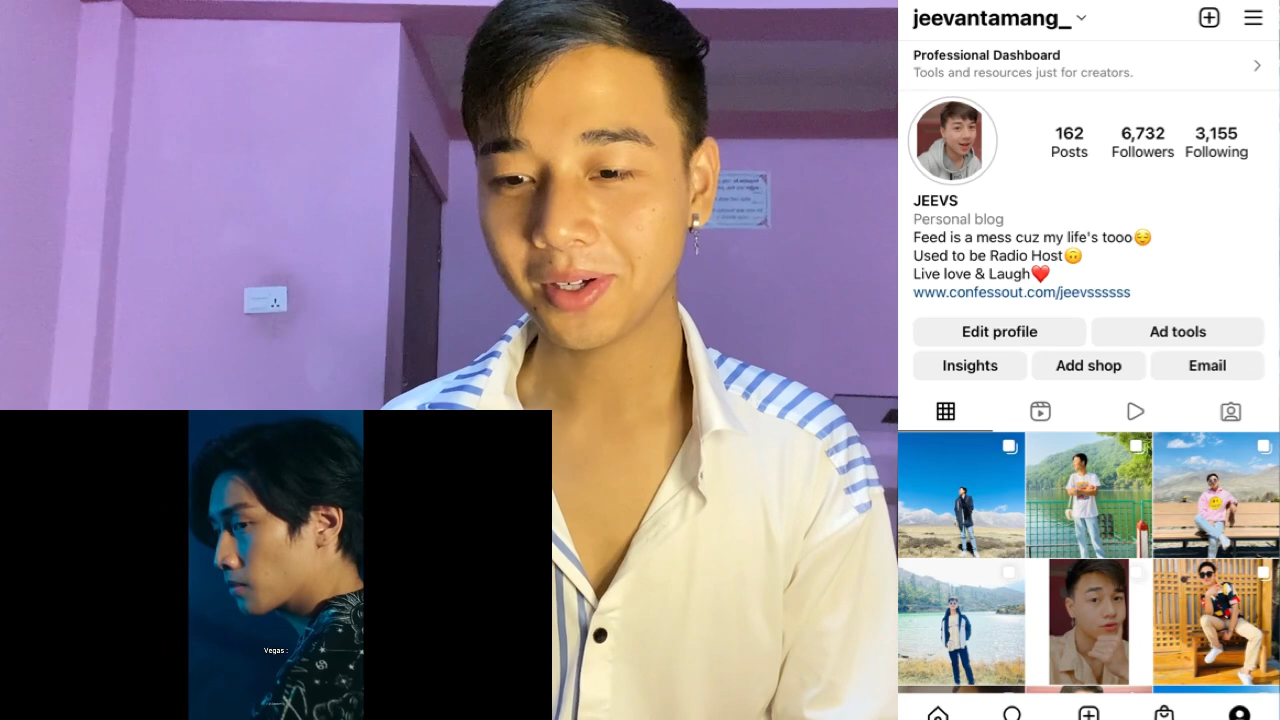 jeevantamang_
Professional Dashboard
Tools and resources just for creators.
162 6,732 3,155
Posts Followers Following
JEEVS
Personal blog
Feed is a mess cuz my life's tooo😌
Used to be Radio Host🙃
Live love & Laugh❤️
www.confessout.com/jeevssssss
Edit profile Ad tools
Insights Add shop Email
Vegas :